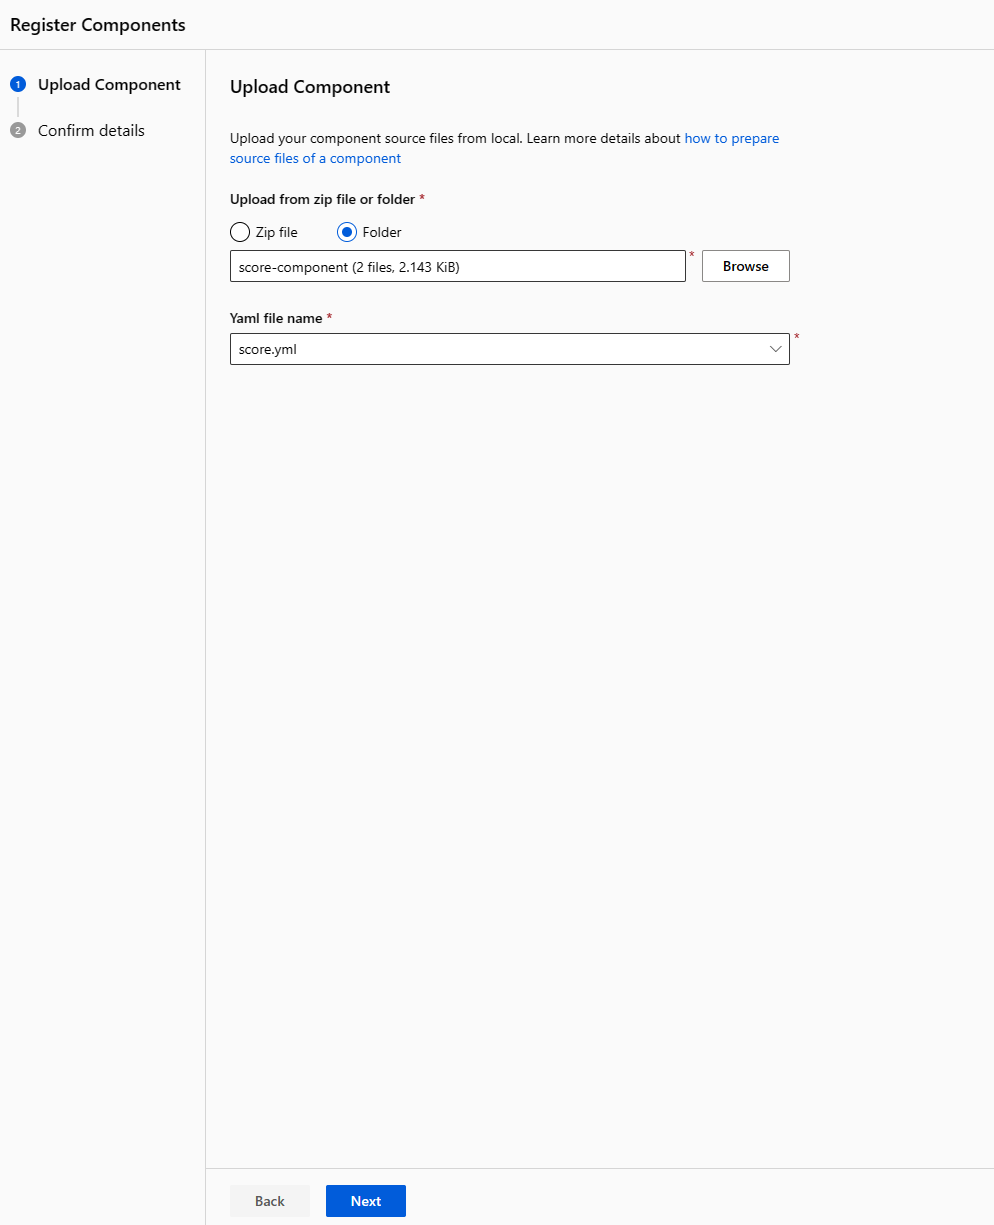 Register Components
1 Upload Component
2 Confirm details
Upload Component
Upload your component source files from local. Learn more details about how to prepare
source files of a component
Upload from zip file or folder *
Zip file Folder
score-component (2 files, 2.143 KiB) * Browse
Yaml file name *
score.yml *
Back Next